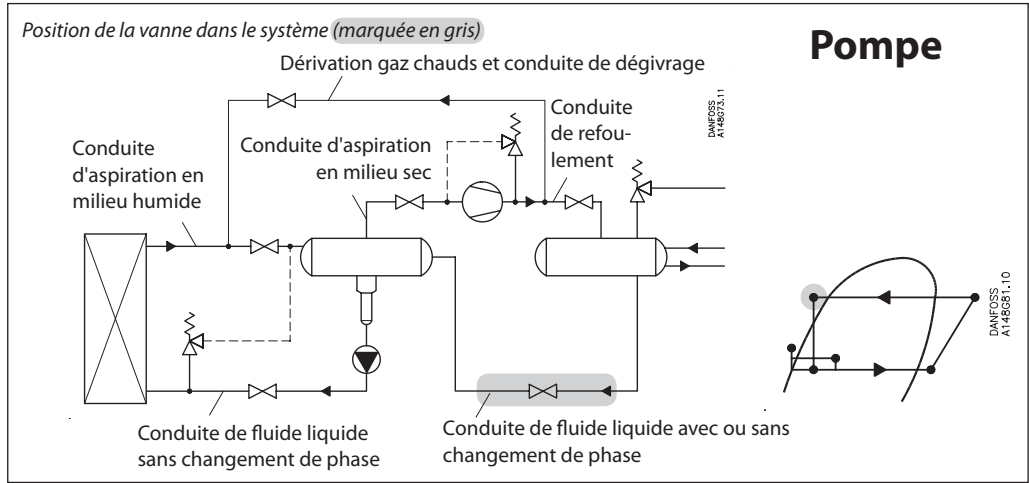 Position de la vanne dans le système (marquée en gris)
Pompe
Dérivation gaz chauds et conduite de dégivrage
DANFOSS
A148G73.11
Conduite
de refou-
lement
Conduite
d'aspiration en
milieu humide
Conduite d'aspiration
en milieu sec
DANFOSS
A148G81.10
Conduite de fluide liquide
sans changement de phase
Conduite de fluide liquide avec ou sans
changement de phase